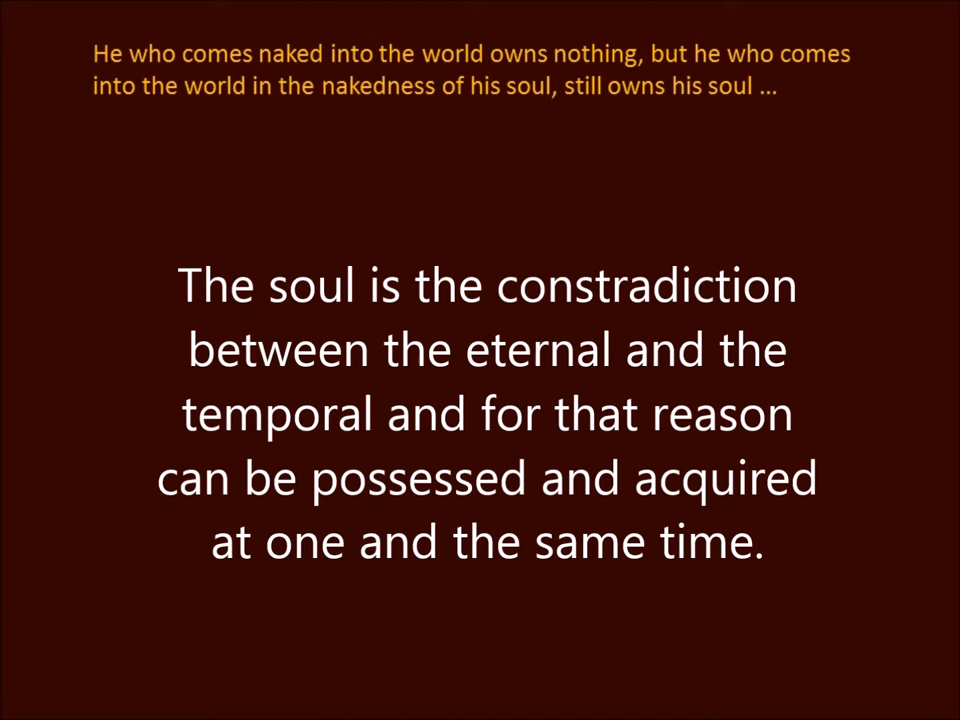 He who comes naked into the world owns nothing, but he who comes
into the world in the nakedness of his soul, still owns his soul ...
The soul is the constradiction
between the eternal and the
temporal and for that reason
can be possessed and acquired
at one and the same time.